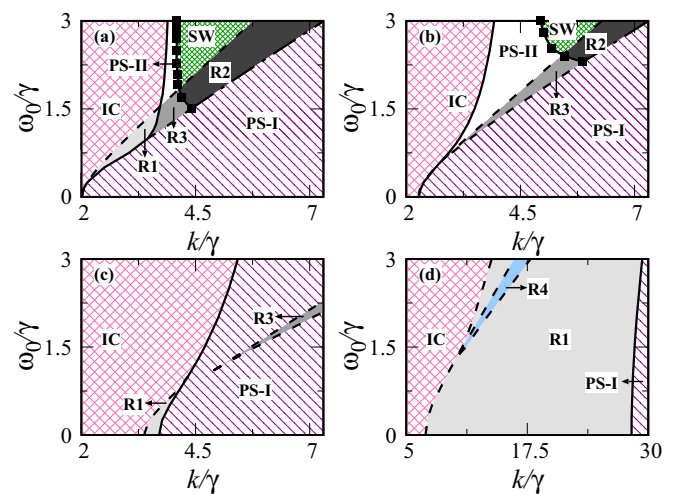 (a)
SW
PS-II
R2
IC
R3
PS-I
R1
ω₀/γ
3
1.5
0
2
4.5
7
k/γ
(b)
SW
PS-II
R2
IC
R3
PS-I
ω₀/γ
3
1.5
0
2
4.5
7
k/γ
(c)
IC
R3
R1
PS-I
ω₀/γ
3
1.5
0
2
4.5
7
k/γ
(d)
R4
IC
R1
PS-I
ω₀/γ
3
1.5
0
5
17.5
30
k/γ